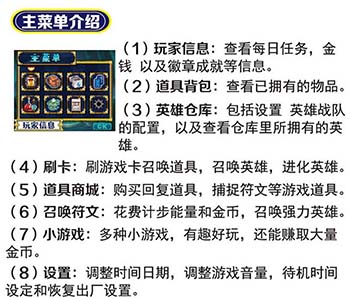 主菜单介绍
主菜单
玩家信息
OK
（1）玩家信息：查看每日任务，金
钱 以及徽章成就等信息。
（2）道具背包：查看已拥有的物品。
（3）英雄仓库：包括设置 英雄战队
的配置，以及查看仓库里所拥有的英
雄。
（4）刷卡：刷游戏卡召唤道具，召唤英雄，进化英雄。
（5）道具商城：购买回复道具，捕捉符文等游戏道具。
（6）召唤符文：花费计步能量和金币，召唤强力英雄。
（7）小游戏：多种小游戏，有趣好玩，还能赚取大量
金币。
（8）设置：调整时间日期，调整游戏音量，待机时间
设定和恢复出厂设置。